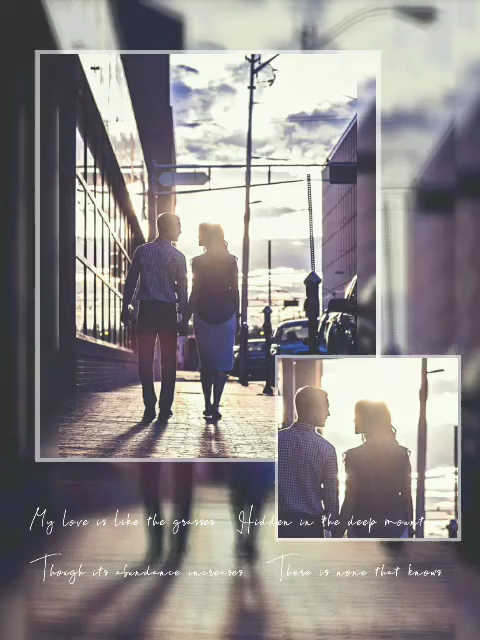 My love is like the grasses Hidden in the deep mount
Though its abundance increases There is none that knows